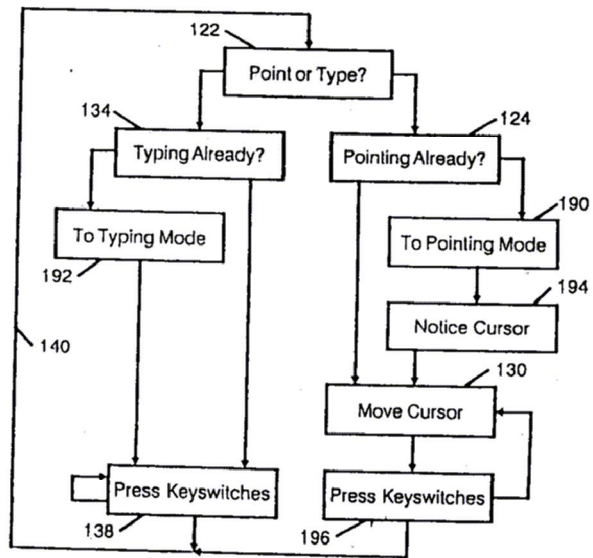 122
Point or Type?
134
124
Typing Already?
Pointing Already?
190
To Typing Mode
To Pointing Mode
192
194
Notice Cursor
140
130
Move Cursor
Press Keyswitches
Press Keyswitches
138
196